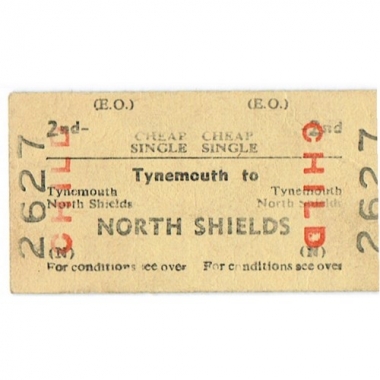 (E.O.) (E.O.)
2nd- 2nd
CHEAP CHEAP
SINGLE SINGLE
Tynemouth to
Tynemouth Tynemouth
North Shields North Shields
NORTH SHIELDS
(N) (N)
For conditions see over For conditions see over
2627
CHILD
CHILD
2627